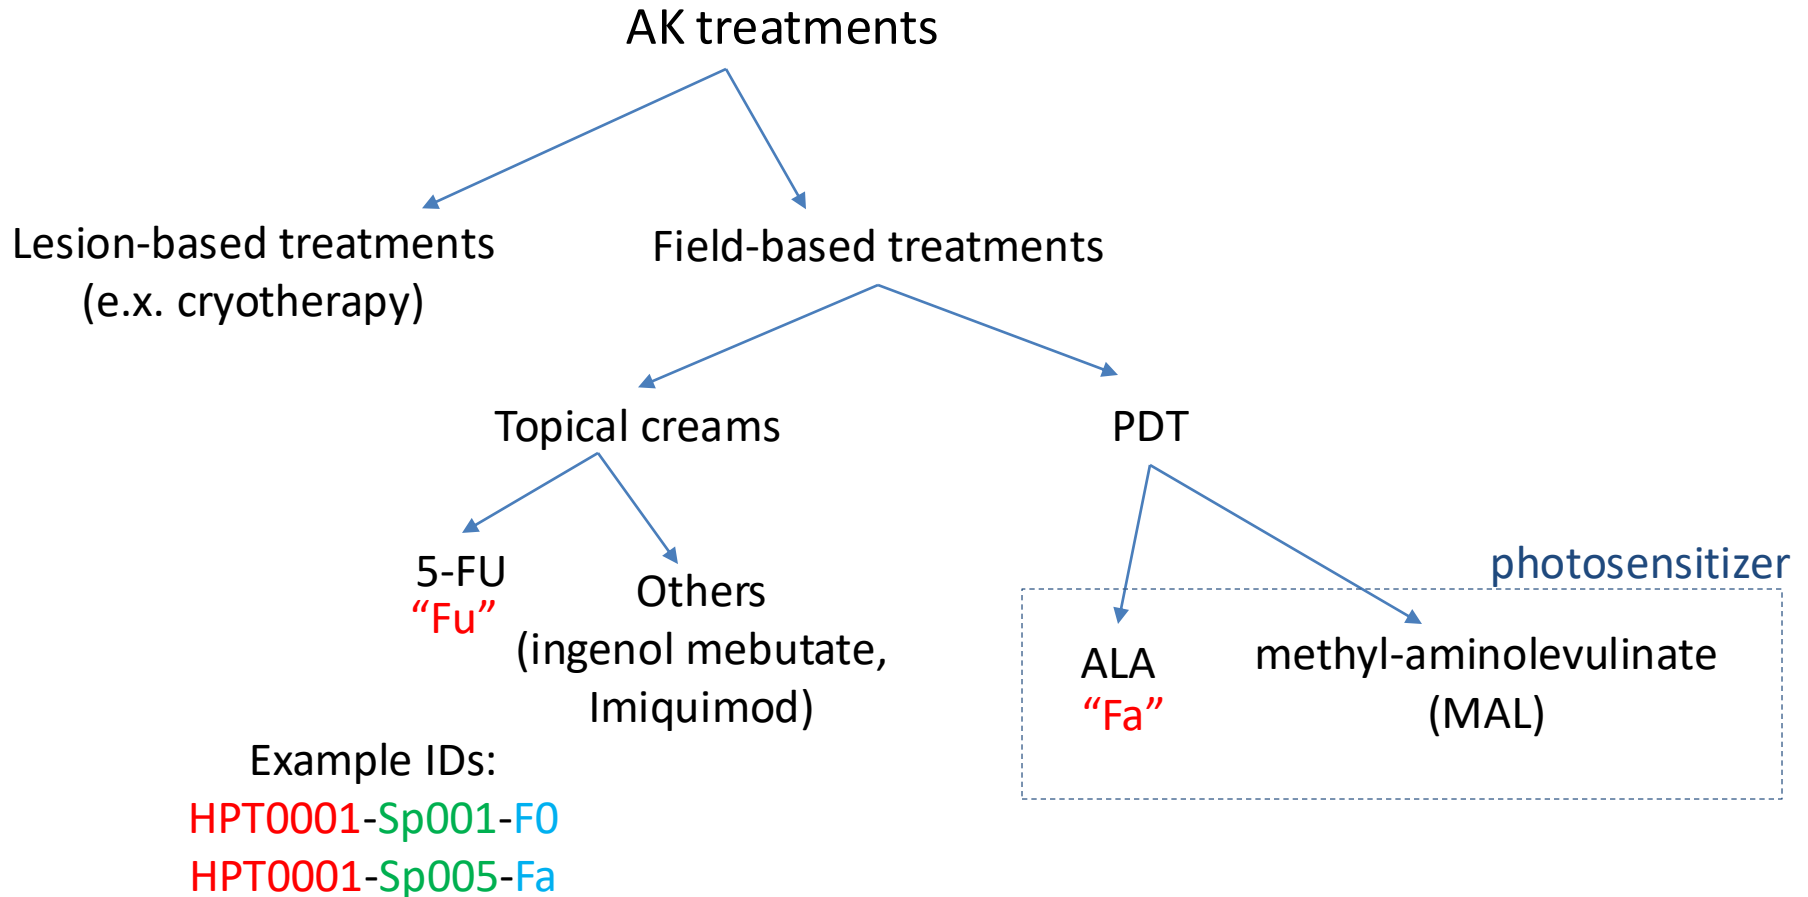 AK treatments
Lesion-based treatments
(e.x. cryotherapy)
Field-based treatments
Topical creams
PDT
5-FU
“Fu”
Others
(ingenol mebutate,
Imiquimod)
photosensitizer
ALA
“Fa”
methyl-aminolevulinate
(MAL)
Example IDs:
HPT0001-Sp001-F0
HPT0001-Sp005-Fa